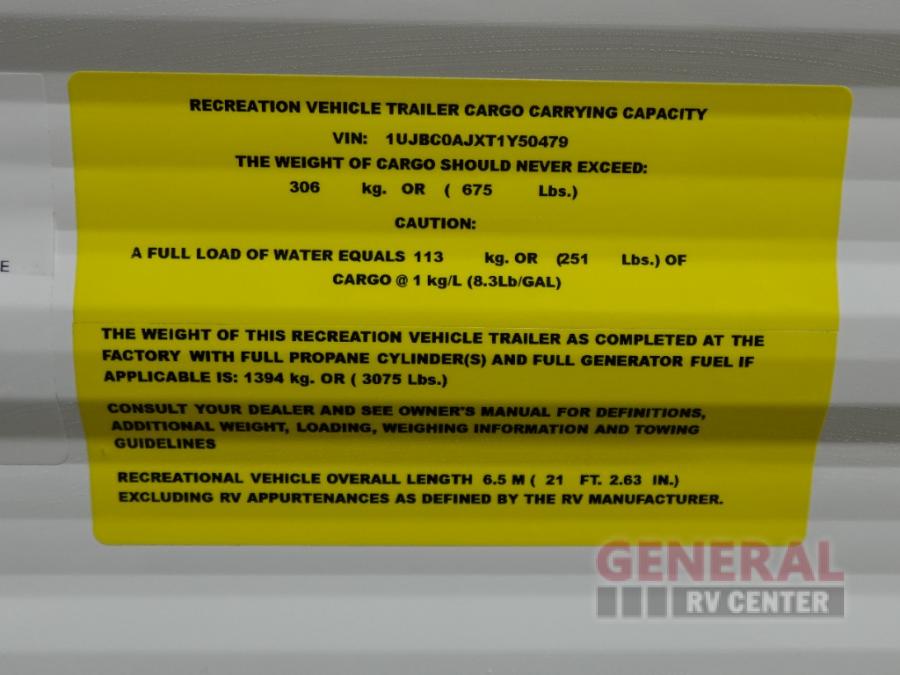 RECREATION VEHICLE TRAILER CARGO CARRYING CAPACITY
VIN: 1UJBC0AJXT1Y50479
THE WEIGHT OF CARGO SHOULD NEVER EXCEED:
306 kg. OR ( 675 Lbs.)
CAUTION:
A FULL LOAD OF WATER EQUALS 113 kg. OR (251 Lbs.) OF
CARGO @ 1 kg/L (8.3Lb/GAL)
E
THE WEIGHT OF THIS RECREATION VEHICLE TRAILER AS COMPLETED AT THE
FACTORY WITH FULL PROPANE CYLINDER(S) AND FULL GENERATOR FUEL IF
APPLICABLE IS: 1394 kg. OR ( 3075 Lbs.)
CONSULT YOUR DEALER AND SEE OWNER'S MANUAL FOR DEFINITIONS,
ADDITIONAL WEIGHT, LOADING, WEIGHING INFORMATION AND TOWING
GUIDELINES
RECREATIONAL VEHICLE OVERALL LENGTH 6.5 M ( 21 FT. 2.63 IN.)
EXCLUDING RV APPURTENANCES AS DEFINED BY THE RV MANUFACTURER.
GENERAL
RV CENTER